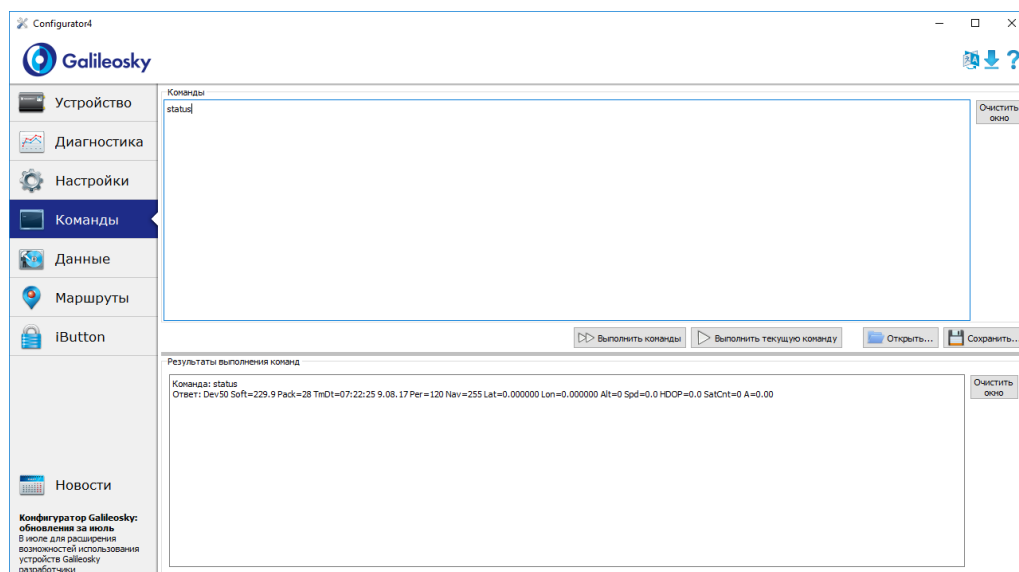 Configurator4
Galileosky
Устройство
Диагностика
Настройки
Команды
Данные
Маршруты
iButton
Новости
Конфигуратор Galileosky:
обновления за июль
В июле для расширения
возможностей использования
устройств Galileosky
разработчики
Команды
status
Очистить
окно
Выполнить команды
Выполнить текущую команду
Открыть...
Сохранить..
Результаты выполнения команд
Команда: status
Ответ: Dev50 Soft=229.9 Pack=28 TmDt=07:22:25 9.08.17 Per=120 Nav=255 Lat=0.000000 Lon=0.000000 Alt=0 Spd=0.0 HDOP=0.0 SatCnt=0 A=0.00
Очистить
окно